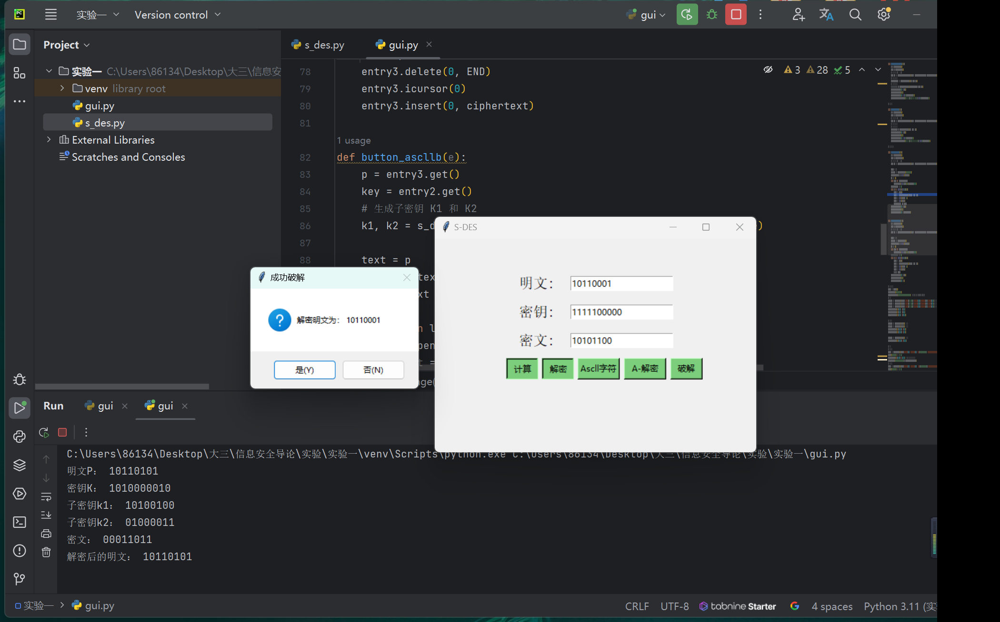 实验一
Version control
gui
Project
s_des.py
gui.py
实验一 C:\Users\86134\Desktop\大三\信息安
venv library root
gui.py
s_des.py
External Libraries
Scratches and Consoles
3 28 5
78 entry3.delete(0, END)
79 entry3.icursor(0)
80 entry3.insert(0, ciphertext)
81
1 usage
82 def button_ascllb(e):
83 p = entry3.get()
84 key = entry2.get()
85 # 生成子密钥 K1 和 K2
86 k1, k2 = s_d )
87
88 text = p
tex
xt
n l
pen
t =
ge(
成功破解
解密明文为： 10110001
是(Y) 否(N)
S-DES
明文： 10110001
密钥： 1111100000
密文： 10101100
计算 解密 Ascll字符 A-解密 破解
Run gui gui
C:\Users\86134\Desktop\大三\信息安全导论\实验\实验一\venv\Scripts\python.exe C:\Users\86134\Desktop\大三\信息安全导论\实验\实验一\gui.py
明文P： 10110101
密钥K： 1010000010
子密钥k1： 10100100
子密钥k2： 01000011
密文： 00011011
解密后的明文： 10110101
实验一 gui.py
CRLF UTF-8 tabnine Starter 4 spaces Python 3.11 (实